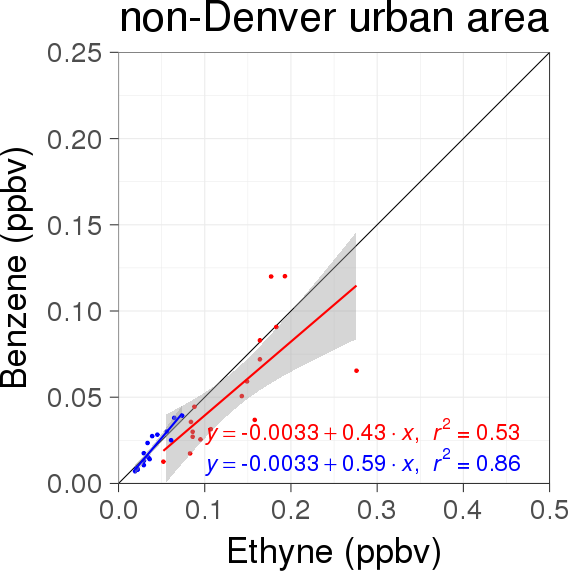 non-Denver urban area
0.25
0.20
0.15
0.10
0.05
0.00
Benzene (ppbv)
y = -0.0033 + 0.43 · x, r² = 0.53
y = -0.0033 + 0.59 · x, r² = 0.86
0.0 0.1 0.2 0.3 0.4 0.5
Ethyne (ppbv)